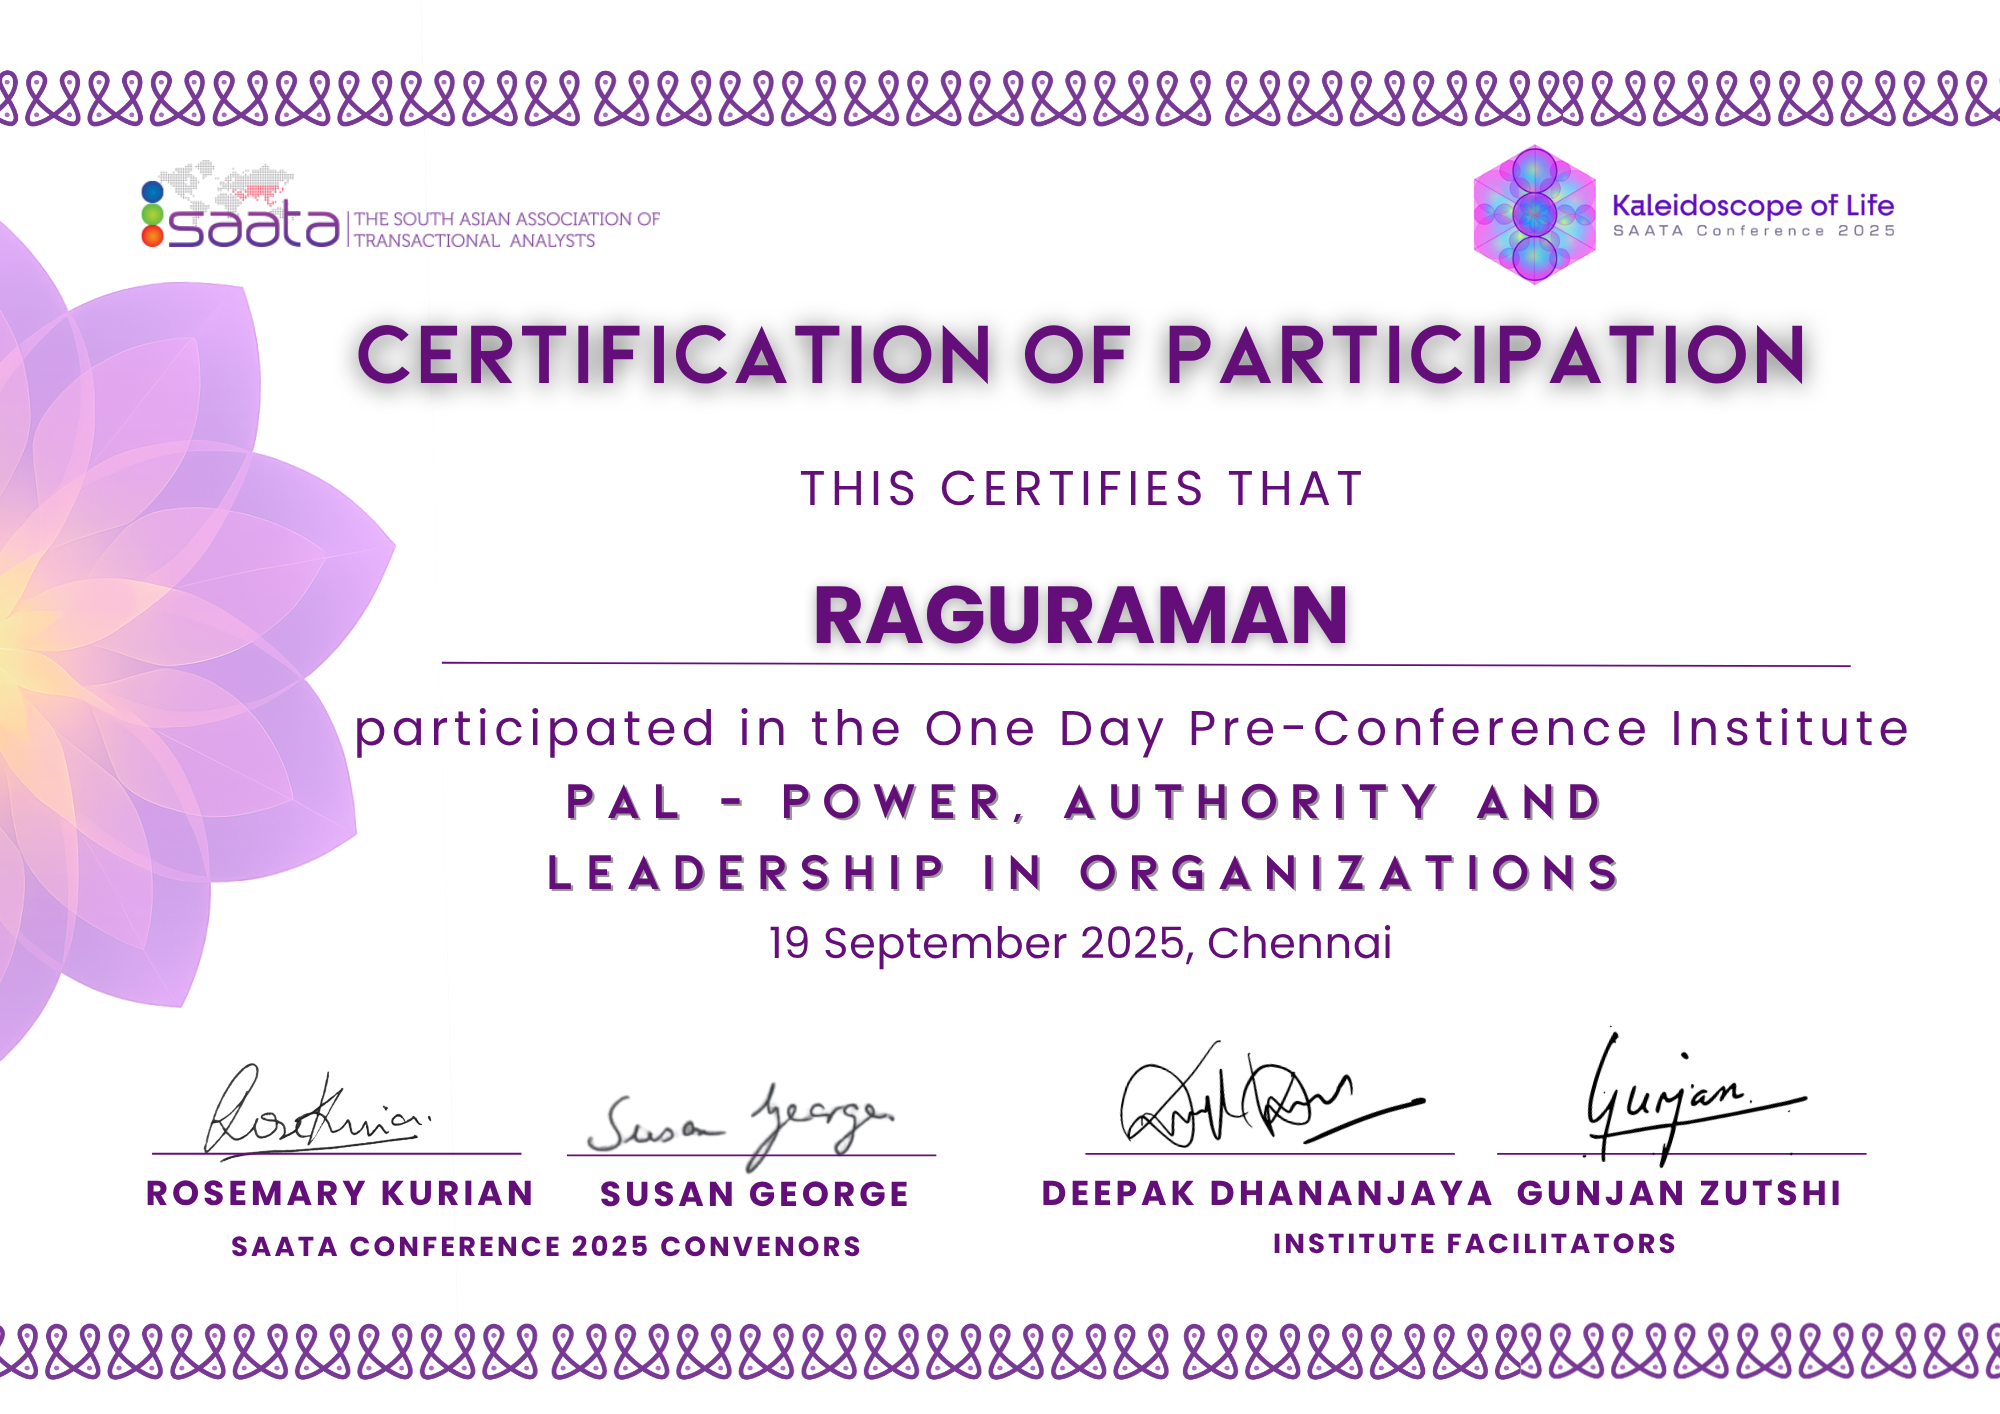 saata
THE SOUTH ASIAN ASSOCIATION OF
TRANSACTIONAL ANALYSTS
Kaleidoscope of Life
SAATA Conference 2025
CERTIFICATION OF PARTICIPATION
THIS CERTIFIES THAT
RAGURAMAN
participated in the One Day Pre-Conference Institute
PAL - POWER, AUTHORITY AND
LEADERSHIP IN ORGANIZATIONS
19 September 2025, Chennai
Susan George
Gunjan
ROSEMARY KURIAN
SUSAN GEORGE
DEEPAK DHANANJAYA
GUNJAN ZUTSHI
SAATA CONFERENCE 2025 CONVENORS
INSTITUTE FACILITATORS